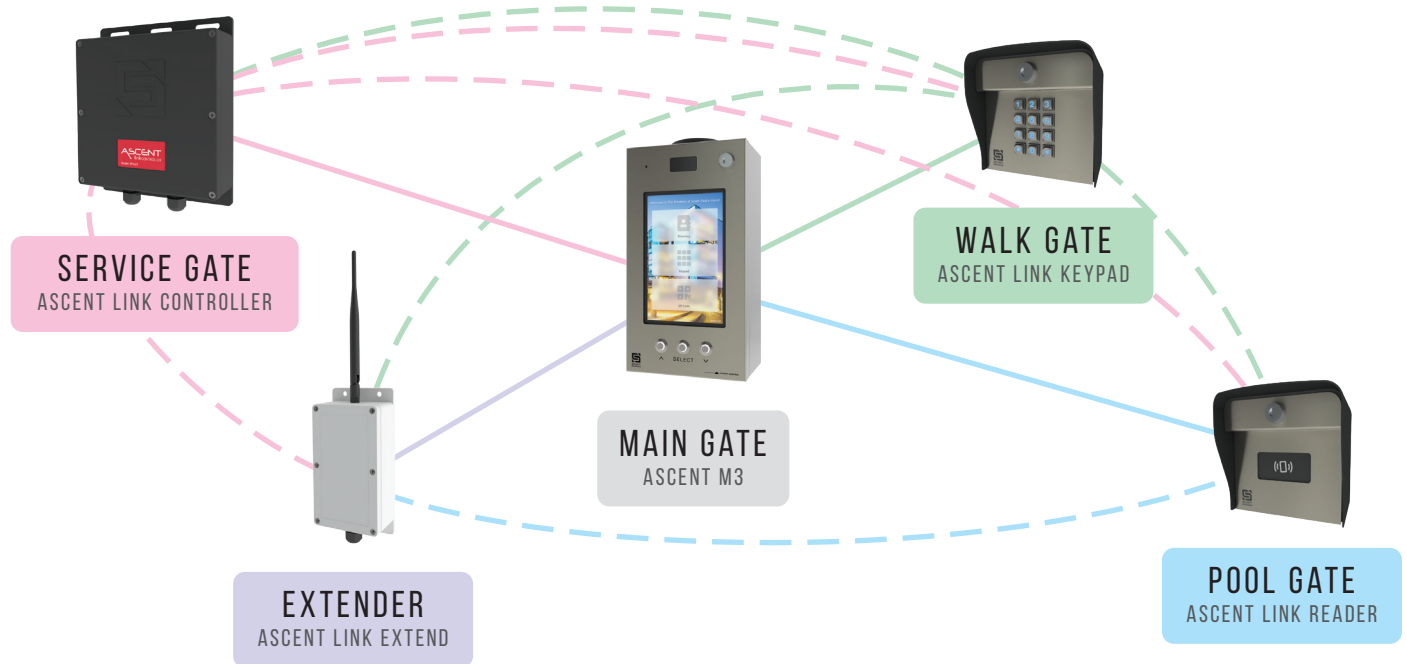 ASCENT
1 2 3
SELECT
SERVICE GATE
ASCENT LINK CONTROLLER
WALK GATE
ASCENT LINK KEYPAD
MAIN GATE
ASCENT M3
EXTENDER
ASCENT LINK EXTEND
POOL GATE
ASCENT LINK READER